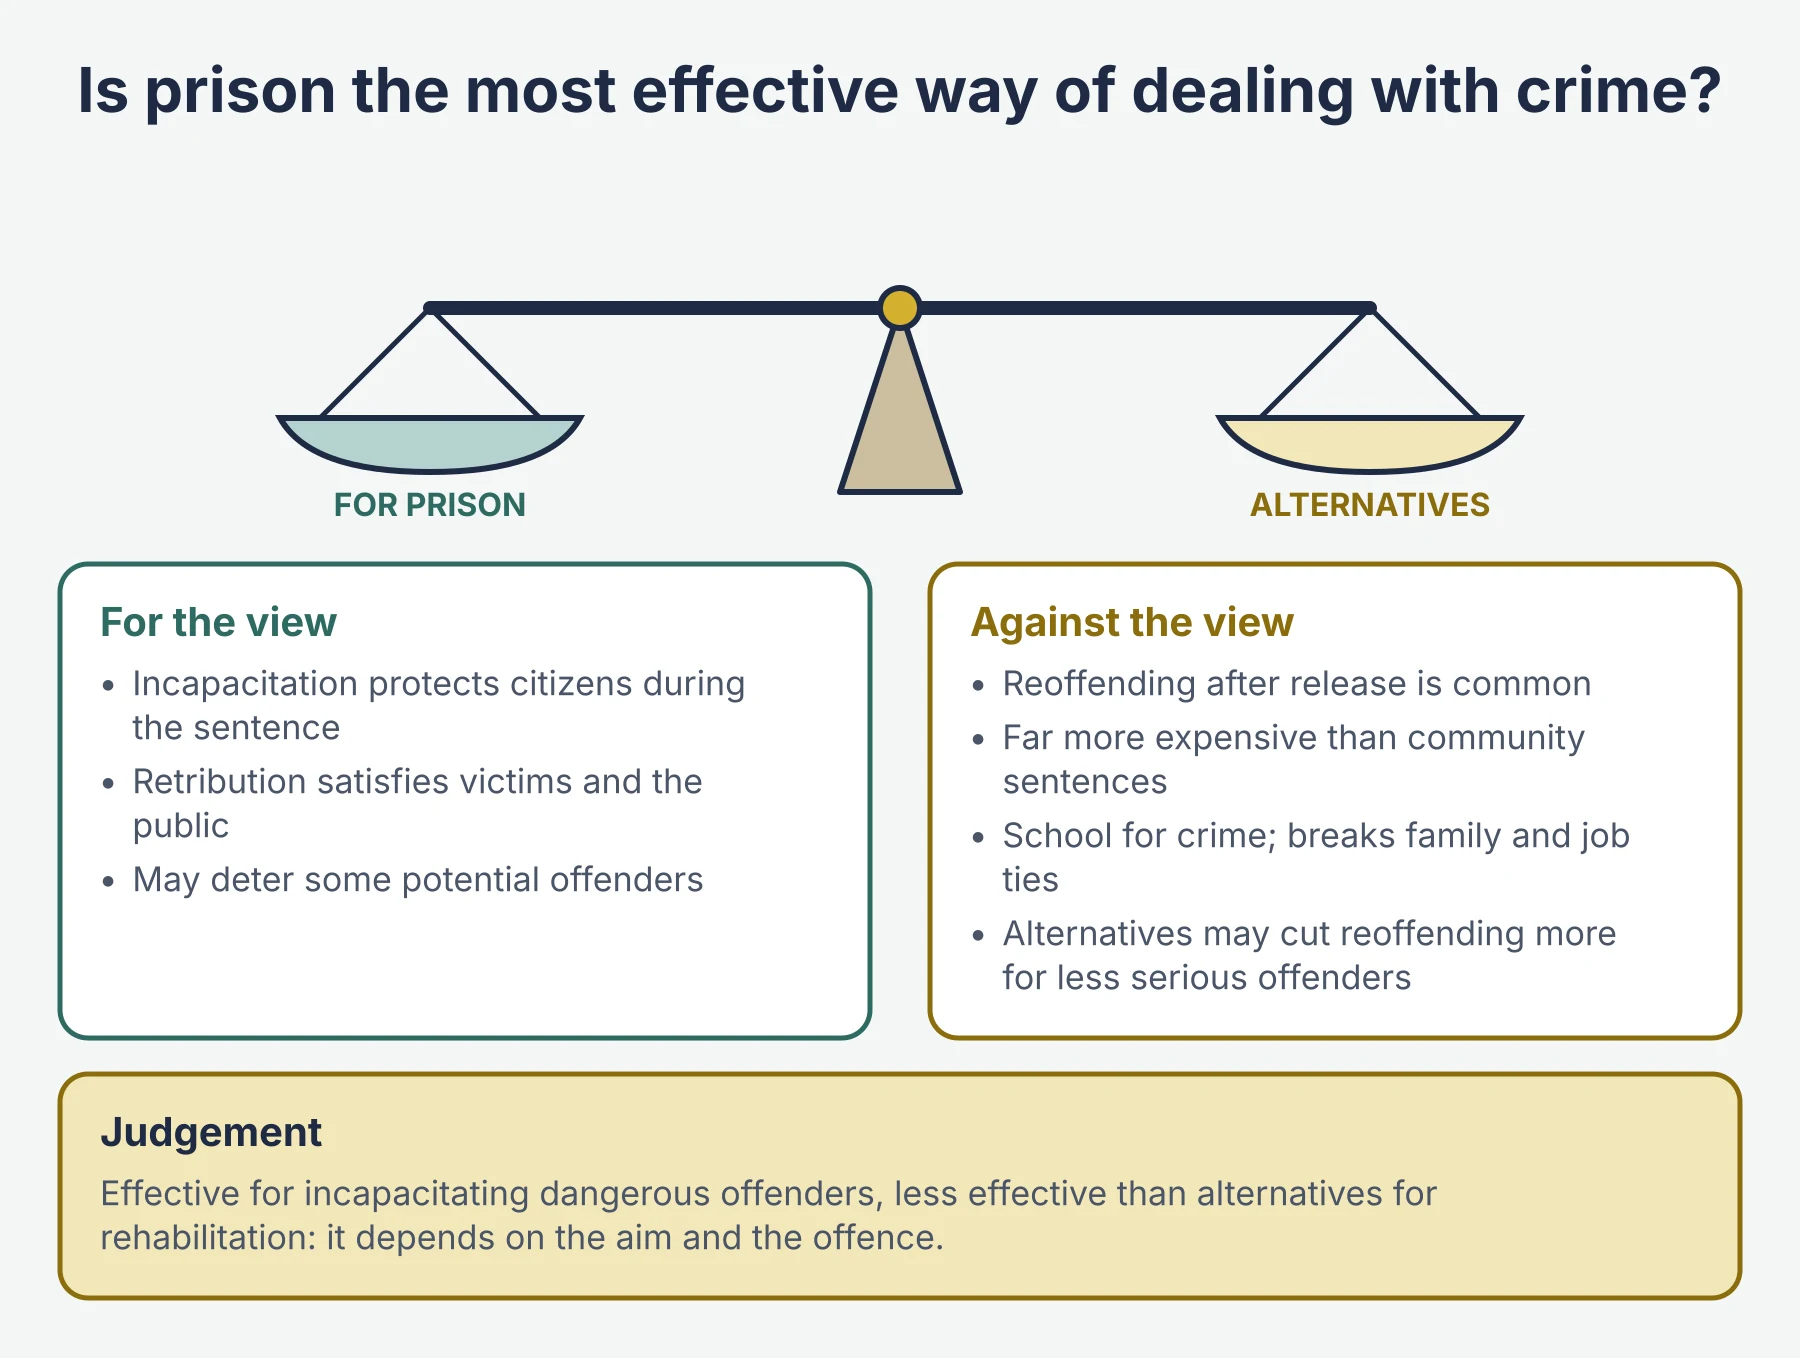 Is prison the most effective way of dealing with crime?
FOR PRISON
ALTERNATIVES
For the view
• Incapacitation protects citizens during
the sentence
• Retribution satisfies victims and the
public
• May deter some potential offenders
Against the view
• Reoffending after release is common
• Far more expensive than community
sentences
• School for crime; breaks family and job
ties
• Alternatives may cut reoffending more
for less serious offenders
Judgement
Effective for incapacitating dangerous offenders, less effective than alternatives for
rehabilitation: it depends on the aim and the offence.